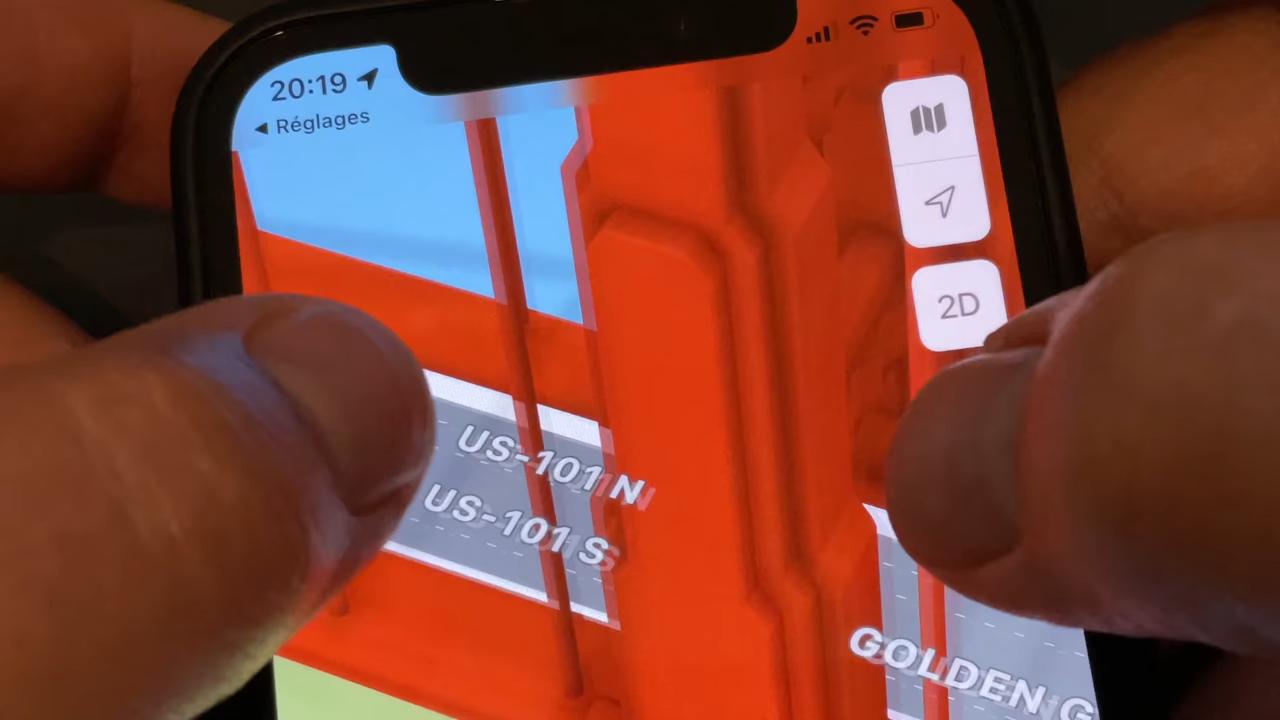 20:19
◀ Réglages
2D
US-101 N
US-101 S
GOLDEN G